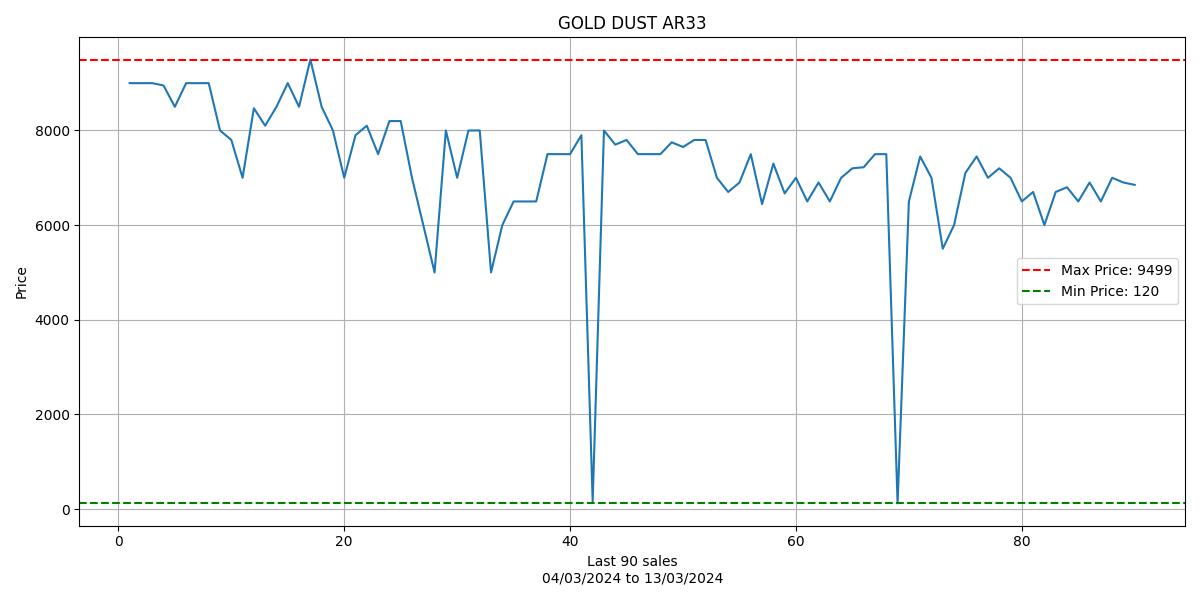 GOLD DUST AR33
Price
8000
6000
4000
2000
0
Max Price: 9499
Min Price: 120
0 20 40 60 80
Last 90 sales
04/03/2024 to 13/03/2024